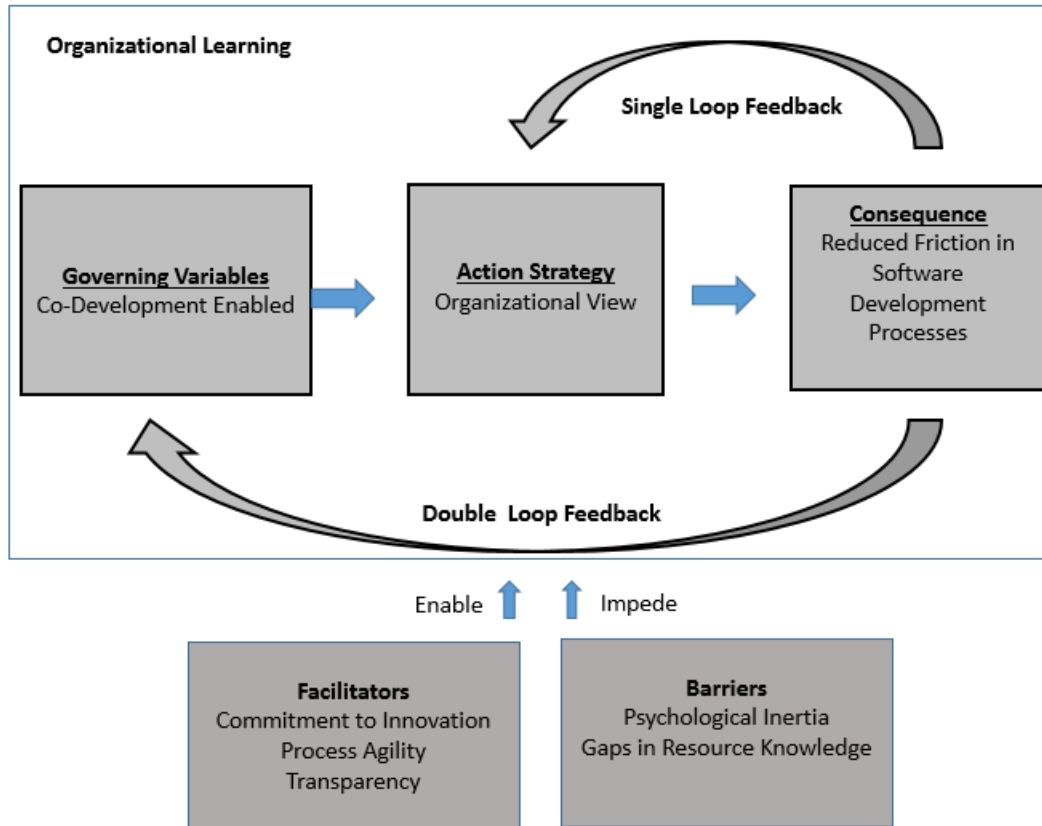 Organizational Learning
Single Loop Feedback
Governing Variables
Co-Development Enabled
Action Strategy
Organizational View
Consequence
Reduced Friction in
Software
Development
Processes
Double Loop Feedback
Enable
Impede
Facilitators
Commitment to Innovation
Process Agility
Transparency
Barriers
Psychological Inertia
Gaps in Resource Knowledge